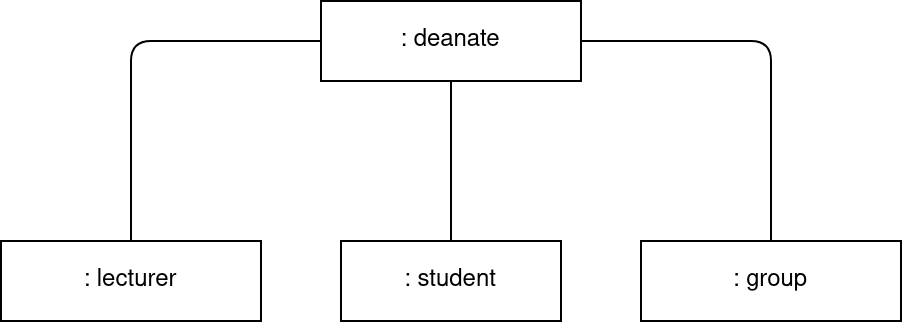 : deanate
: lecturer
: student
: group